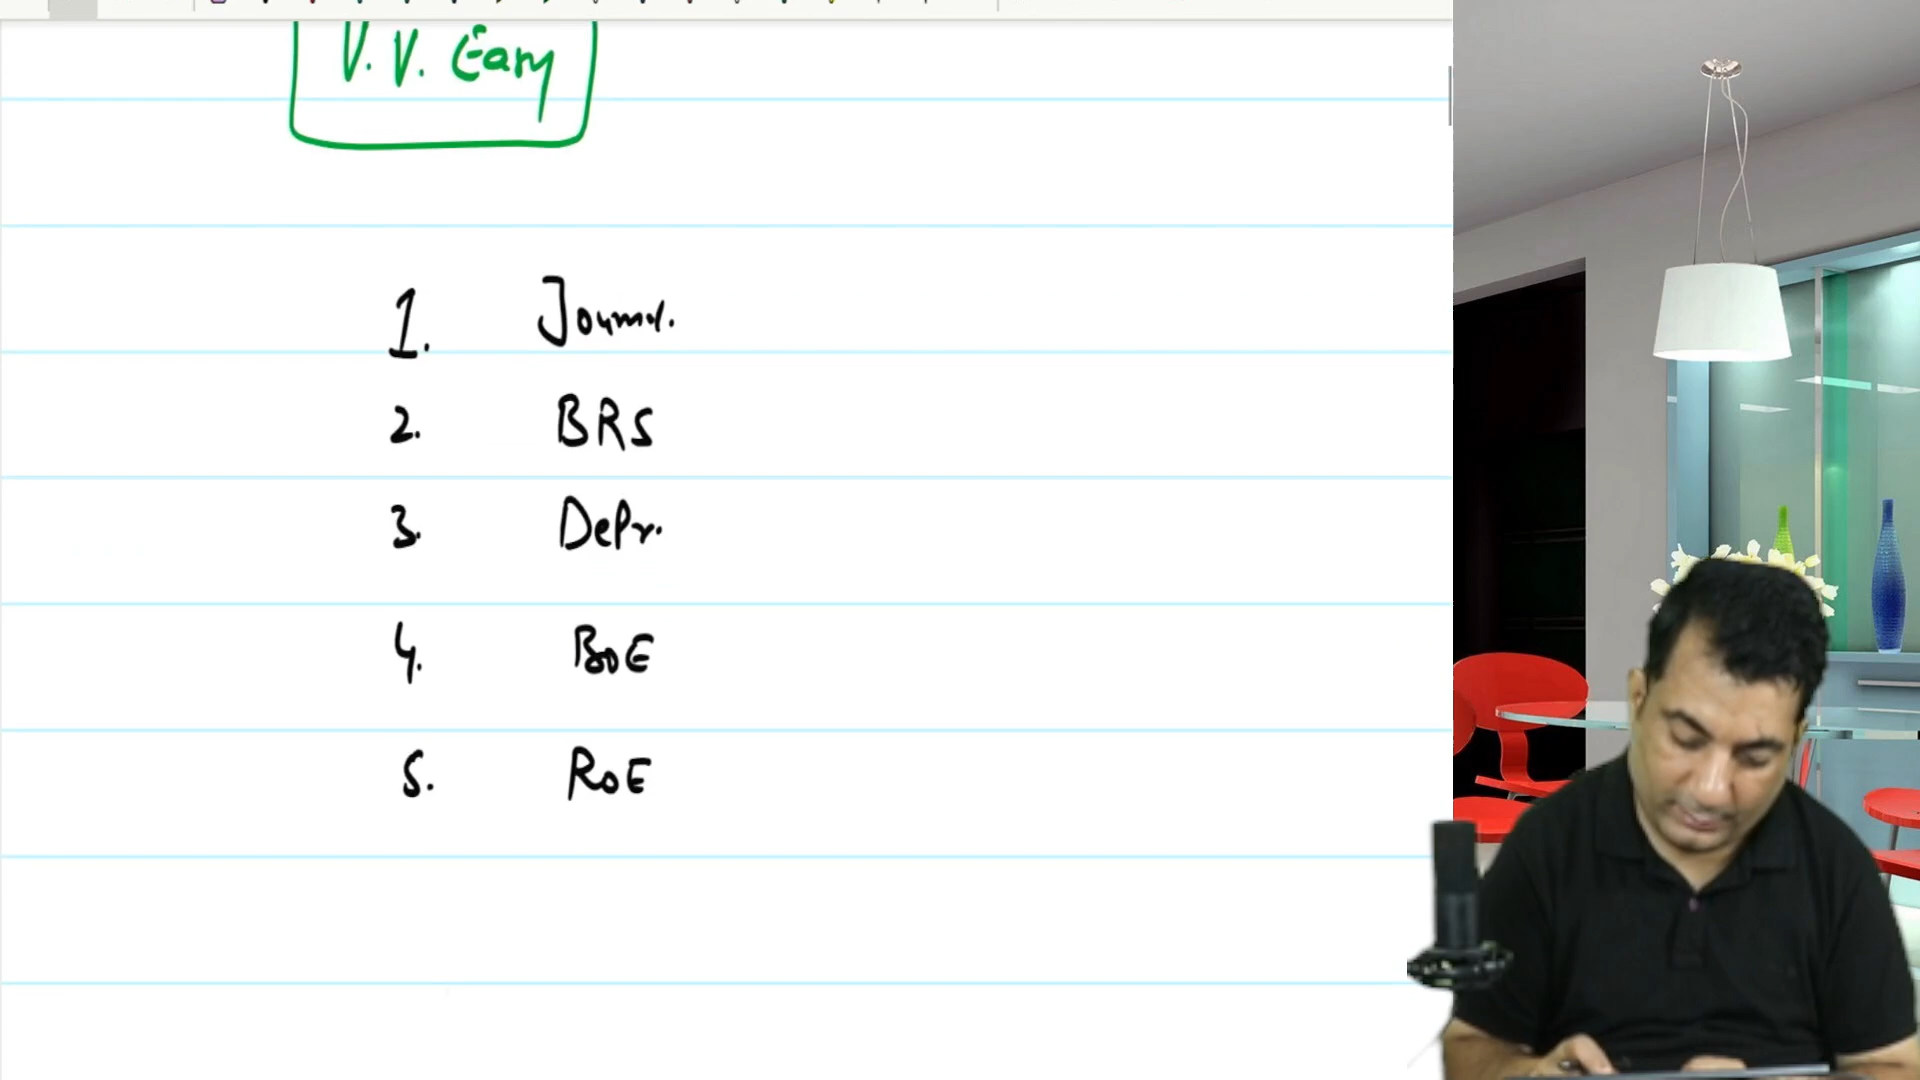 V. V. Easy
1. Journal.
2. BRS
3. Depr.
4. BoE
5. RoE